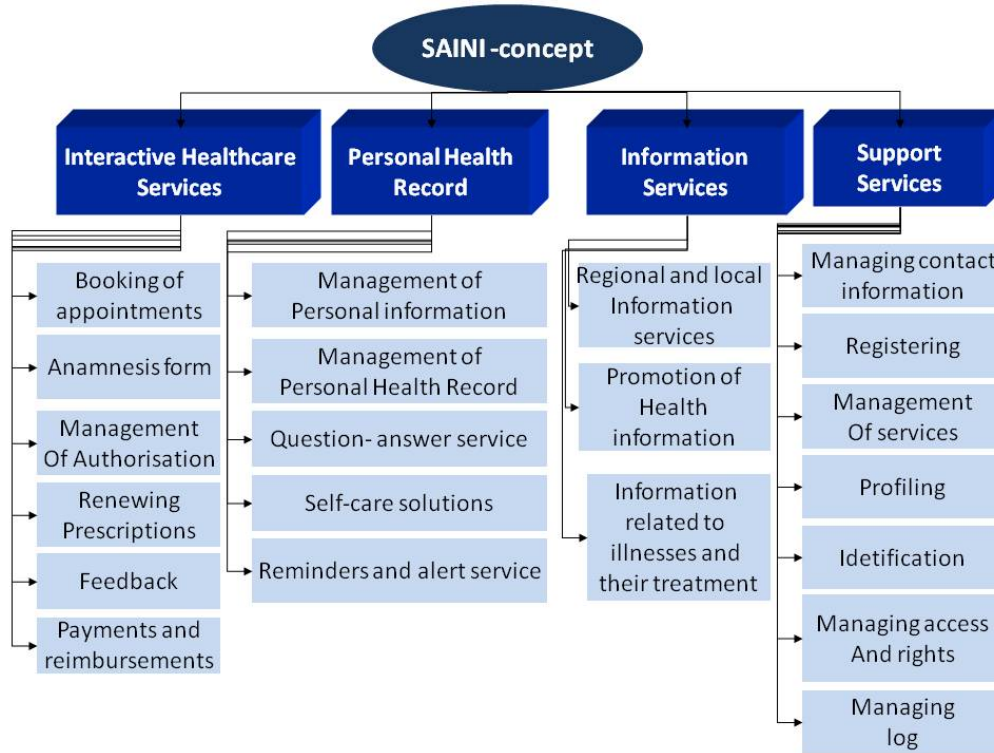 SAINI -concept
Interactive Healthcare
Services
Personal Health
Record
Information
Services
Support
Services
Booking of
appointments
Anamnesis form
Management
Of Authorisation
Renewing
Prescriptions
Feedback
Payments and
reimbursements
Management of
Personal information
Management of
Personal Health Record
Question- answer service
Self-care solutions
Reminders and alert service
Regional and local
Information
services
Promotion of
Health
information
Information
related to
illnesses and
their treatment
Managing contact
information
Registering
Management
Of services
Profiling
Idetification
Managing access
And rights
Managing
log